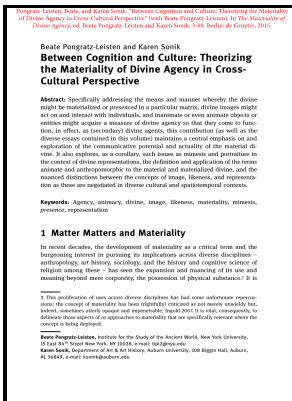 Pongratz-Leisten, Beate, and Karen Sonik. "Between Cognition and Culture: Theorizing the Materiality
of Divine Agency in Cross-Cultural Perspective" (with Beate Pongratz-Leisten). In The Materiality of
Divine Agency, ed. Beate Pongratz-Leisten and Karen Sonik, 3-69. Berlin: de Gruyter, 2015.
Beate Pongratz-Leisten and Karen Sonik
Between Cognition and Culture: Theorizing
the Materiality of Divine Agency in Cross-
Cultural Perspective
Abstract: Specifically addressing the means and manner whereby the divine
might be materialized or presenced in a particular matrix, divine images might
act on and interact with individuals, and inanimate or even animate objects or
entities might acquire a measure of agency so that they come to func-
tion, in effect, as (secondary) divine agents, this contribution (as well as the
diverse essays contained in this volume) maintains a central emphasis on and
exploration of the communicative potential and actuality of the material di-
vine. It also explores, as a corollary, such issues as mimesis and portraiture in
the context of divine representations, the definition and application of the terms
animate and anthropomorphic to the material and materialized divine, and the
nuanced distinctions between the concepts of image, likeness, and representa-
tion as these are negotiated in diverse cultural and spatiotemporal contexts.
Keywords: Agency, animacy, divine, image, likeness, materiality, mimesis,
presence, representation
1 Matter Matters and Materiality
In recent decades, the development of materiality as a critical term and the
burgeoning interest in pursuing its implications across diverse disciplines –
anthropology, art history, sociology, and the history and cognitive science of
religion among these – has seen the expansion and nuancing of its use and
meaning beyond mere corporeity, the possession of physical substance.1 It is
1 This proliferation of uses across diverse disciplines has had some unfortunate repercus-
sions: the concept of materiality has been (rightfully) criticized as not merely unwieldy but,
indeed, sometimes utterly opaque and impenetrable, Ingold 2007. It is vital, consequently, to
delineate those aspects of or approaches to materiality that are specifically relevant where the
concept is being deployed.
Beate Pongratz-Leisten, Institute for the Study of the Ancient World, New York University,
15 East 84th Street New York, NY 10028, e-mail: bpl2@nyu.edu
Karen Sonik, Department of Art & Art History, Auburn University, 108 Biggin Hall, Auburn,
AL 36849, e-mail: ksonik@auburn.edu